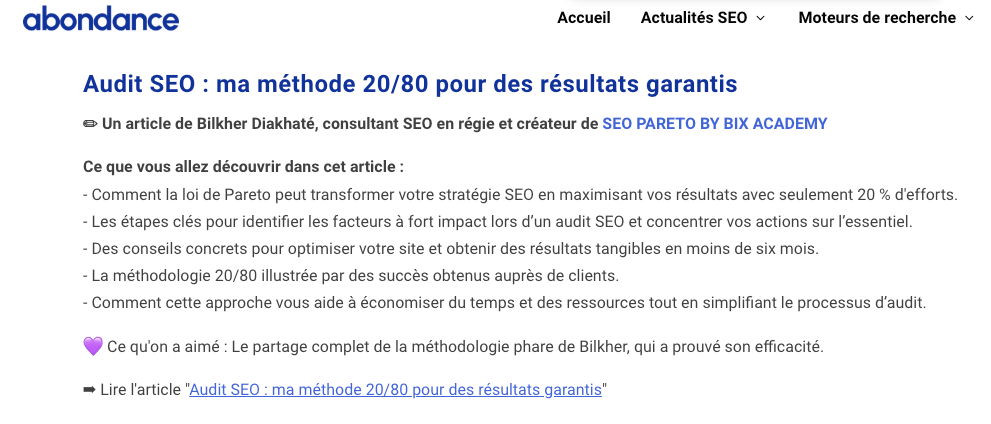 abondance
Accueil Actualités SEO Moteurs de recherche
Audit SEO : ma méthode 20/80 pour des résultats garantis
✏ Un article de Bilkher Diakhaté, consultant SEO en régie et créateur de SEO PARETO BY BIX ACADEMY
Ce que vous allez découvrir dans cet article :
- Comment la loi de Pareto peut transformer votre stratégie SEO en maximisant vos résultats avec seulement 20 % d'efforts.
- Les étapes clés pour identifier les facteurs à fort impact lors d’un audit SEO et concentrer vos actions sur l’essentiel.
- Des conseils concrets pour optimiser votre site et obtenir des résultats tangibles en moins de six mois.
- La méthodologie 20/80 illustrée par des succès obtenus auprès de clients.
- Comment cette approche vous aide à économiser du temps et des ressources tout en simplifiant le processus d’audit.
💜 Ce qu'on a aimé : Le partage complet de la méthodologie phare de Bilkher, qui a prouvé son efficacité.
➡ Lire l'article "Audit SEO : ma méthode 20/80 pour des résultats garantis"